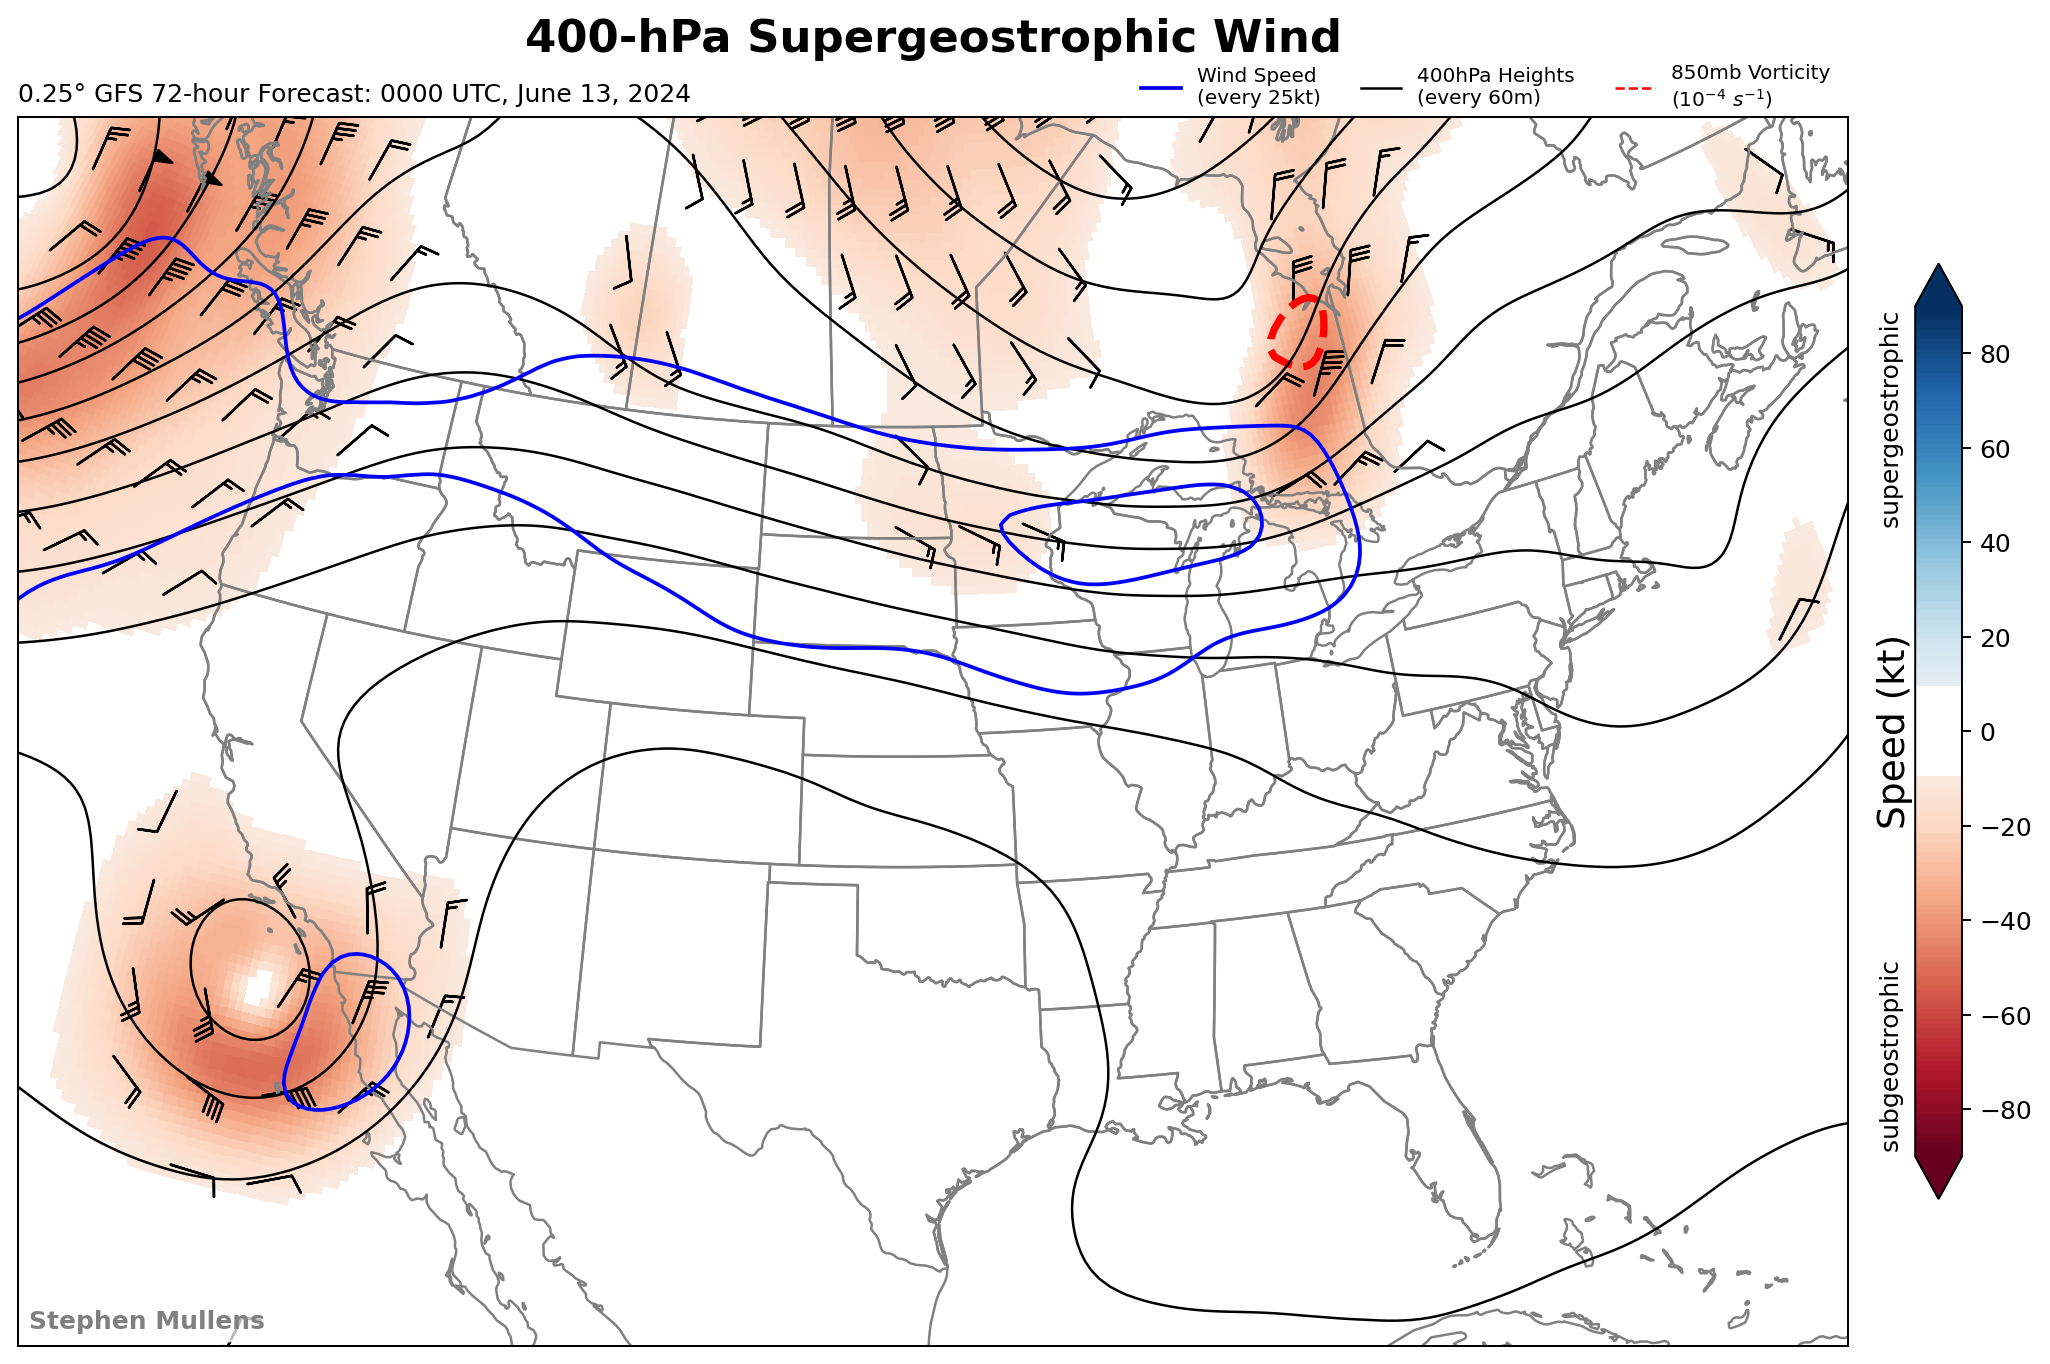 400-hPa Supergeostrophic Wind
0.25° GFS 72-hour Forecast: 0000 UTC, June 13, 2024
Wind Speed
(every 25kt)
400hPa Heights
(every 60m)
850mb Vorticity
(10⁻⁴ s⁻¹)
supergeostrophic
Speed (kt)
subgeostrophic
80
60
40
20
0
−20
−40
−60
−80
Stephen Mullens